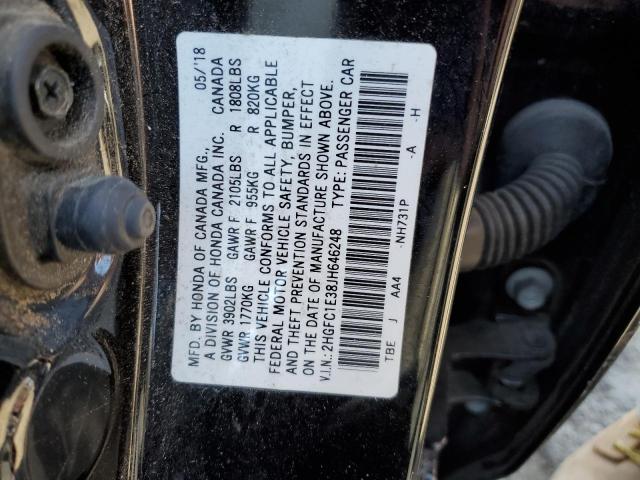 MFD. BY HONDA OF CANADA MFG., 05/'18
A DIVISION OF HONDA CANADA INC. CANADA
GVWR 3902LBS GAWR F 2105LBS R 1808LBS
GVWR 1770KG GAWR F 955KG R 820KG
THIS VEHICLE CONFORMS TO ALL APPLICABLE
FEDERAL MOTOR VEHICLE SAFETY, BUMPER,
AND THEFT PREVENTION STANDARDS IN EFFECT
ON THE DATE OF MANUFACTURE SHOWN ABOVE.
V.I.N.: 2HGFC1E38JH646248 TYPE: PASSENGER CAR
TBE J AA4 -NH731P -A -H